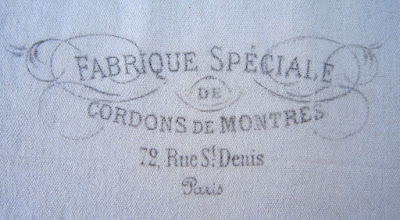 FABRIQUE SPÉCIALE
DE
CORDONS DE MONTRES
72, Rue St. Denis
Paris